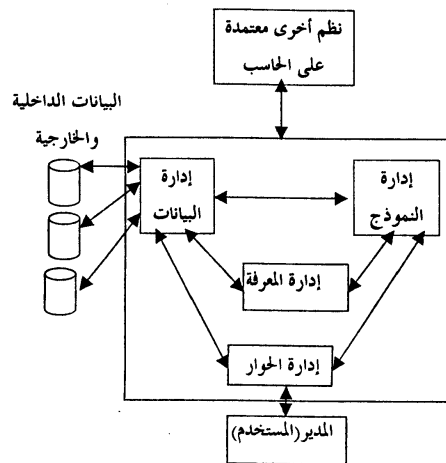 نظم أخرى معتمدة
على الحاسب
البيانات الداخلية
والخارجية
إدارة
البيانات
إدارة
النموذج
إدارة المعرفة
إدارة الحوار
المدير(المستخدم)